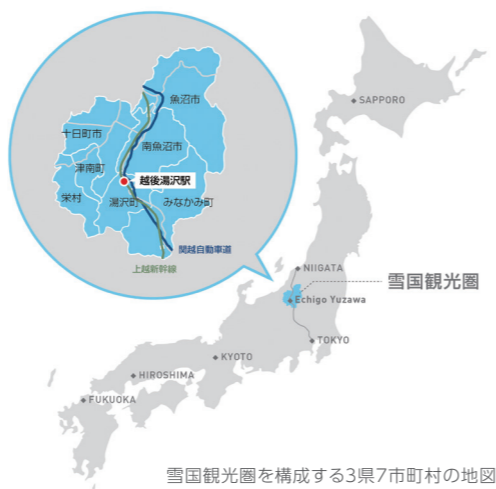 魚沼市
十日町市
南魚沼市
津南町
越後湯沢駅
栄村
湯沢町
みなかみ町
関越自動車道
上越新幹線
SAPPORO
NIIGATA
雪国観光圏
Echigo Yuzawa
TOKYO
KYOTO
HIROSHIMA
FUKUOKA
雪国観光圏を構成する3県7市町村の地図